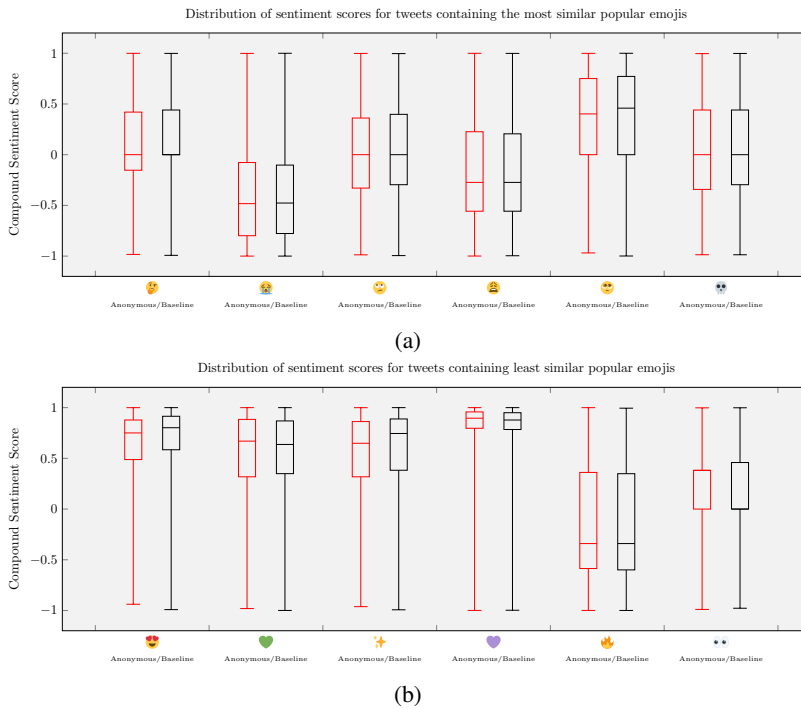 Distribution of sentiment scores for tweets containing the most similar popular emojis
Compound Sentiment Score
1
0.5
0
−0.5
−1
Anonymous/Baseline Anonymous/Baseline Anonymous/Baseline Anonymous/Baseline Anonymous/Baseline Anonymous/Baseline
(a)
Distribution of sentiment scores for tweets containing least similar popular emojis
Compound Sentiment Score
1
0.5
0
−0.5
−1
Anonymous/Baseline Anonymous/Baseline Anonymous/Baseline Anonymous/Baseline Anonymous/Baseline Anonymous/Baseline
(b)